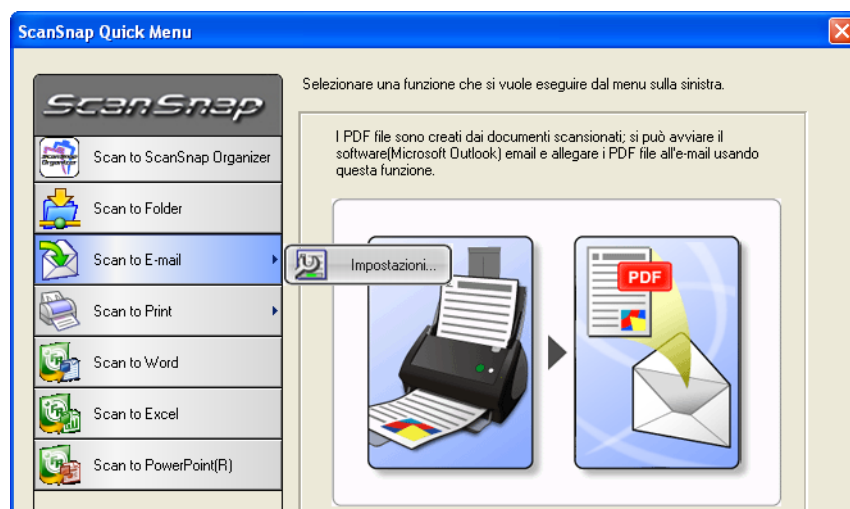 ScanSnap Quick Menu
ScanSnap
Scan to ScanSnap Organizer
Scan to Folder
Scan to E-mail
Impostazioni...
Scan to Print
Scan to Word
Scan to Excel
Scan to PowerPoint(R)
Selezionare una funzione che si vuole eseguire dal menu sulla sinistra.
I PDF file sono creati dai documenti scansionati; si può avviare il
software(Microsoft Outlook) email e allegare i PDF file all'e-mail usando
questa funzione.
PDF